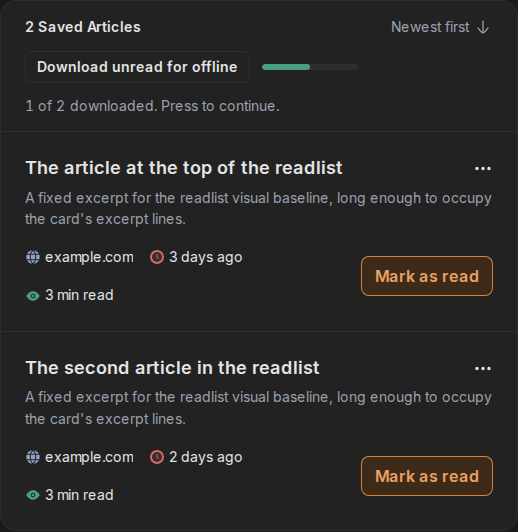 2 Saved Articles
Newest first ↓
Download unread for offline
1 of 2 downloaded. Press to continue.
The article at the top of the readlist
A fixed excerpt for the readlist visual baseline, long enough to occupy
the card's excerpt lines.
example.com
3 days ago
3 min read
Mark as read
The second article in the readlist
A fixed excerpt for the readlist visual baseline, long enough to occupy
the card's excerpt lines.
example.com
2 days ago
3 min read
Mark as read